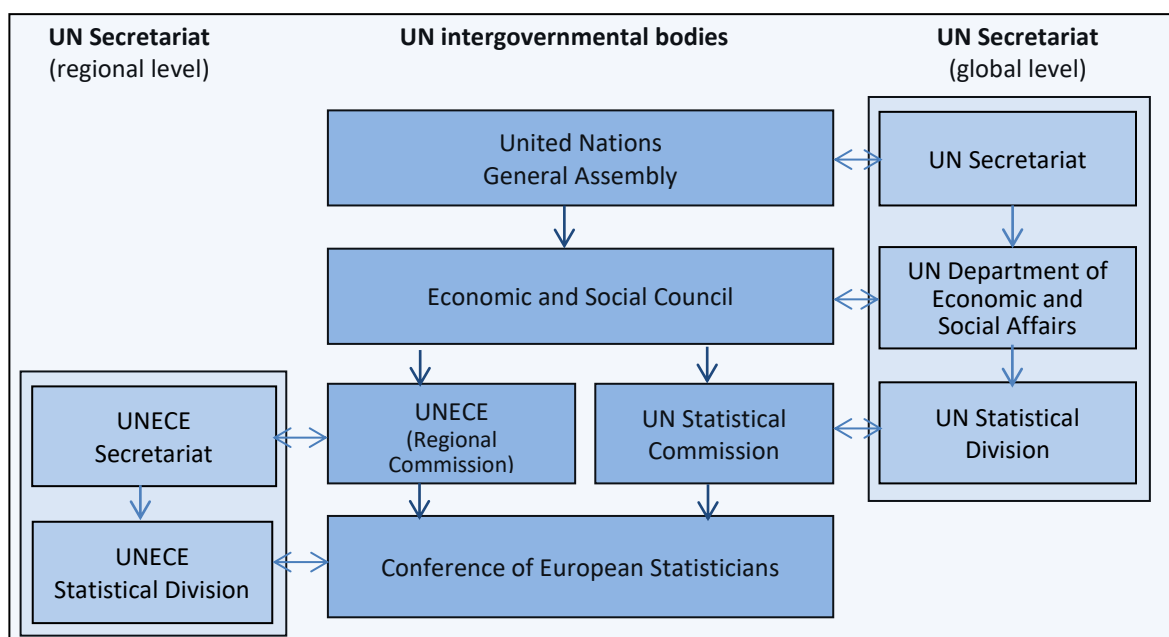 UN Secretariat
(regional level)
UN intergovernmental bodies
UN Secretariat
(global level)
United Nations
General Assembly
UN Secretariat
Economic and Social Council
UN Department of
Economic and
Social Affairs
UNECE
Secretariat
UNECE
(Regional
Commission)
UN Statistical
Commission
UN Statistical
Division
UNECE
Statistical Division
Conference of European Statisticians